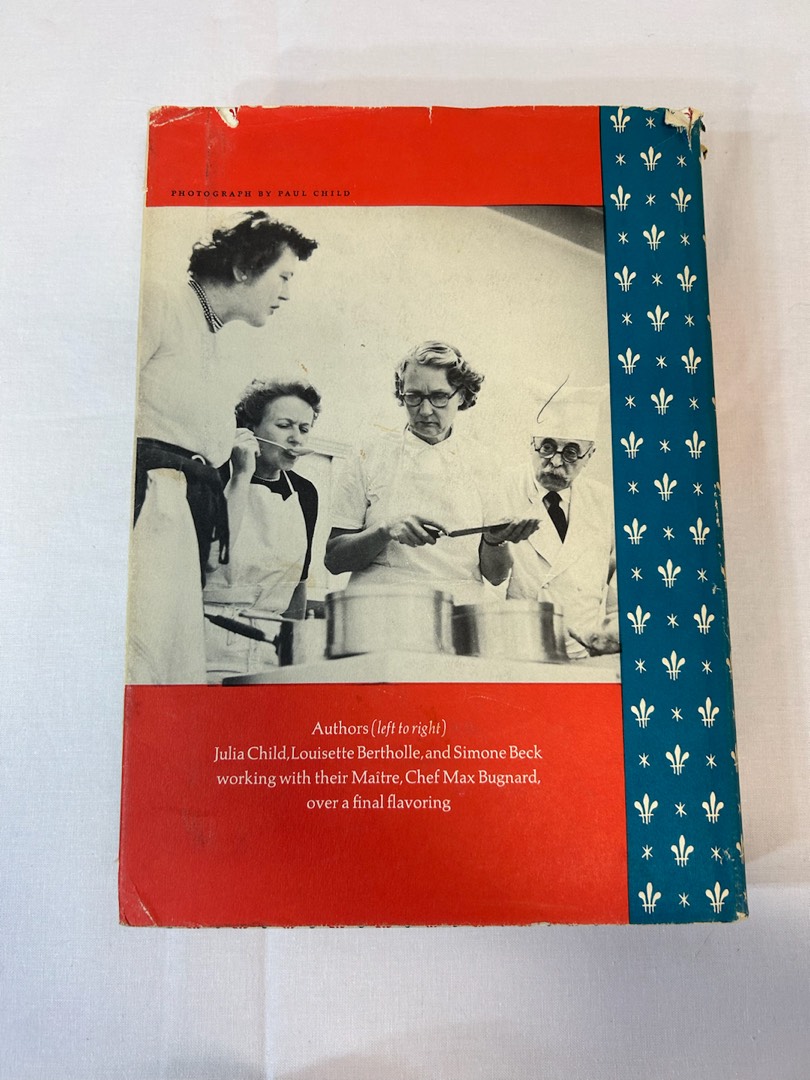 PHOTOGRAPH BY PAUL CHILD
Authors (left to right)
Julia Child, Louisette Bertholle, and Simone Beck
working with their Maître, Chef Max Bugnard,
over a final flavoring